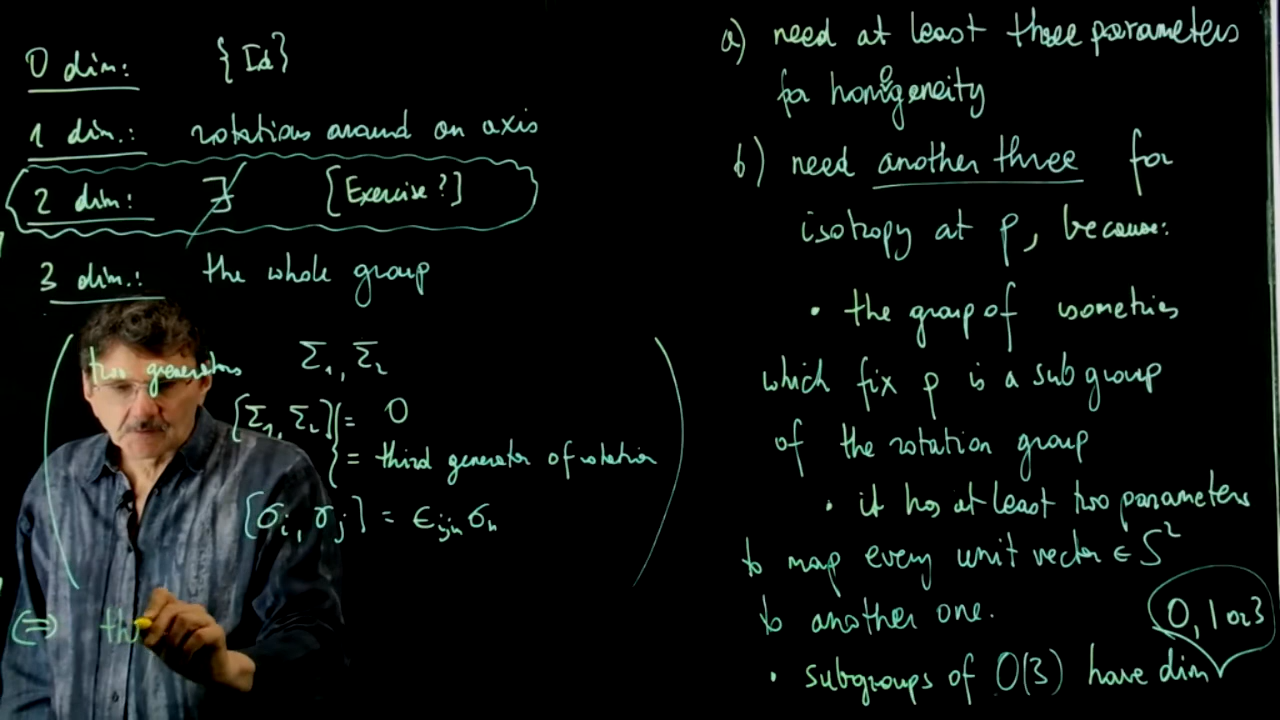 0 dim: {Id}
1 dim.: rotations around an axis
2 dim: ∄ [Exercise?]
3 dim.: the whole group
two generators Σ₁, Σ₂
[Σ₁, Σ₂] = 0
= third generator of rotation
[σᵢ, σⱼ] = ϵᵢⱼₖ σₖ
⇔ th
a) need at least three parameters
for homogeneity
b) need another three for
isotropy at p, because:
• the group of isometries
which fix p is a subgroup
of the rotation group
• it has at least two parameters
to map every unit vector ∈ S²
to another one.
0, 1 or 3
• subgroups of O(3) have dim